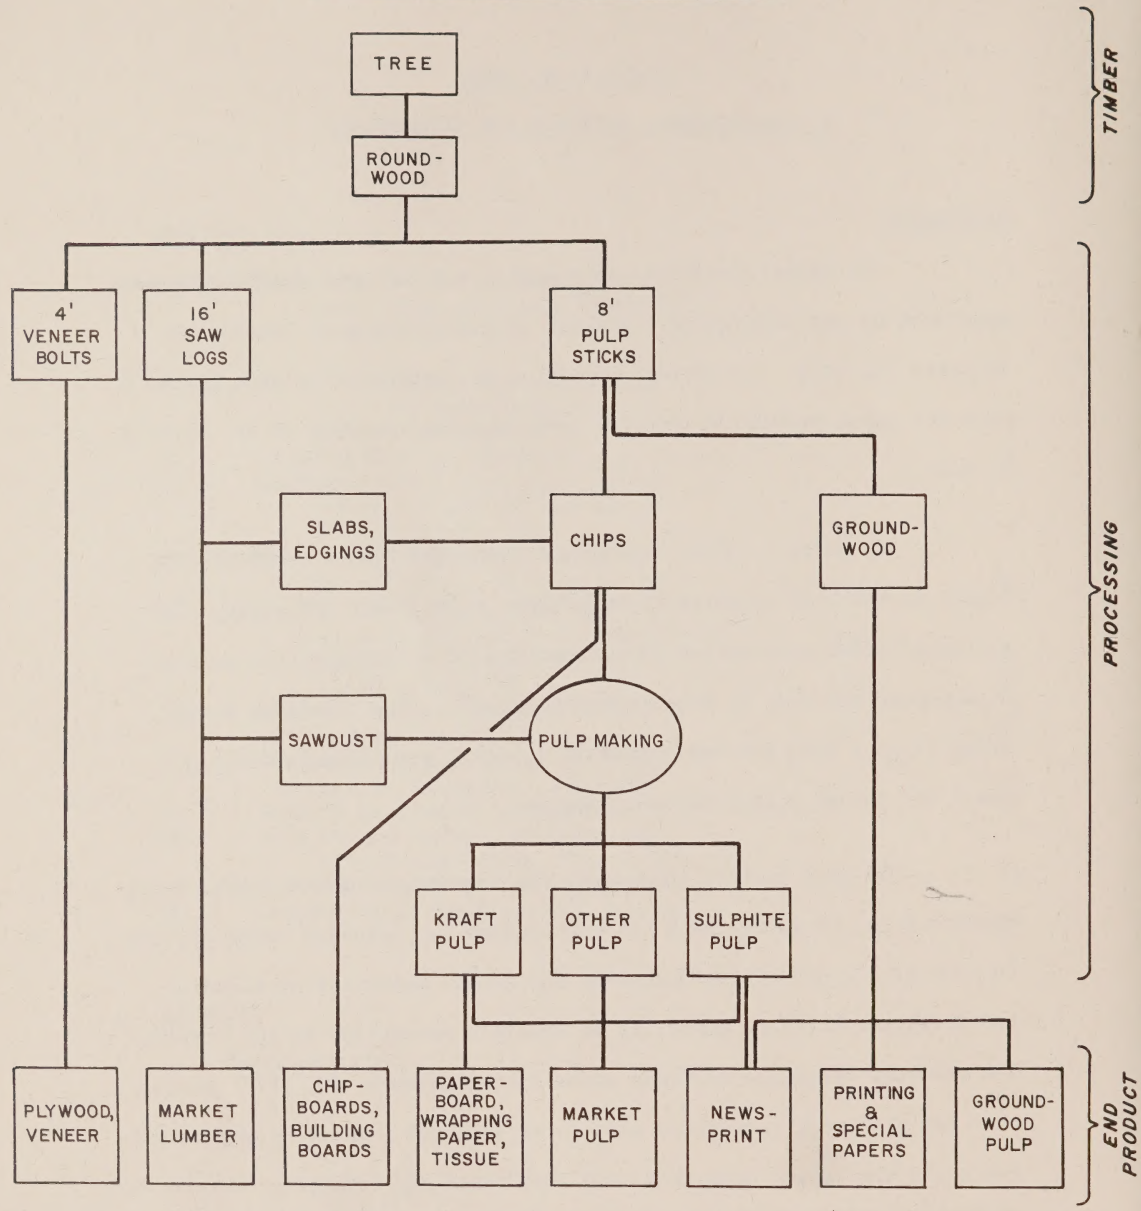 TREE
TIMBER
ROUND-
WOOD
4'
VENEER
BOLTS
16'
SAW
LOGS
8'
PULP
STICKS
PROCESSING
SLABS,
EDGINGS
CHIPS
GROUND-
WOOD
SAWDUST
PULP MAKING
KRAFT
PULP
OTHER
PULP
SULPHITE
PULP
PLYWOOD,
VENEER
MARKET
LUMBER
CHIP-
BOARDS,
BUILDING
BOARDS
PAPER-
BOARD,
WRAPPING
PAPER,
TISSUE
MARKET
PULP
NEWS-
PRINT
PRINTING
&
SPECIAL
PAPERS
GROUND-
WOOD
PULP
END
PRODUCT